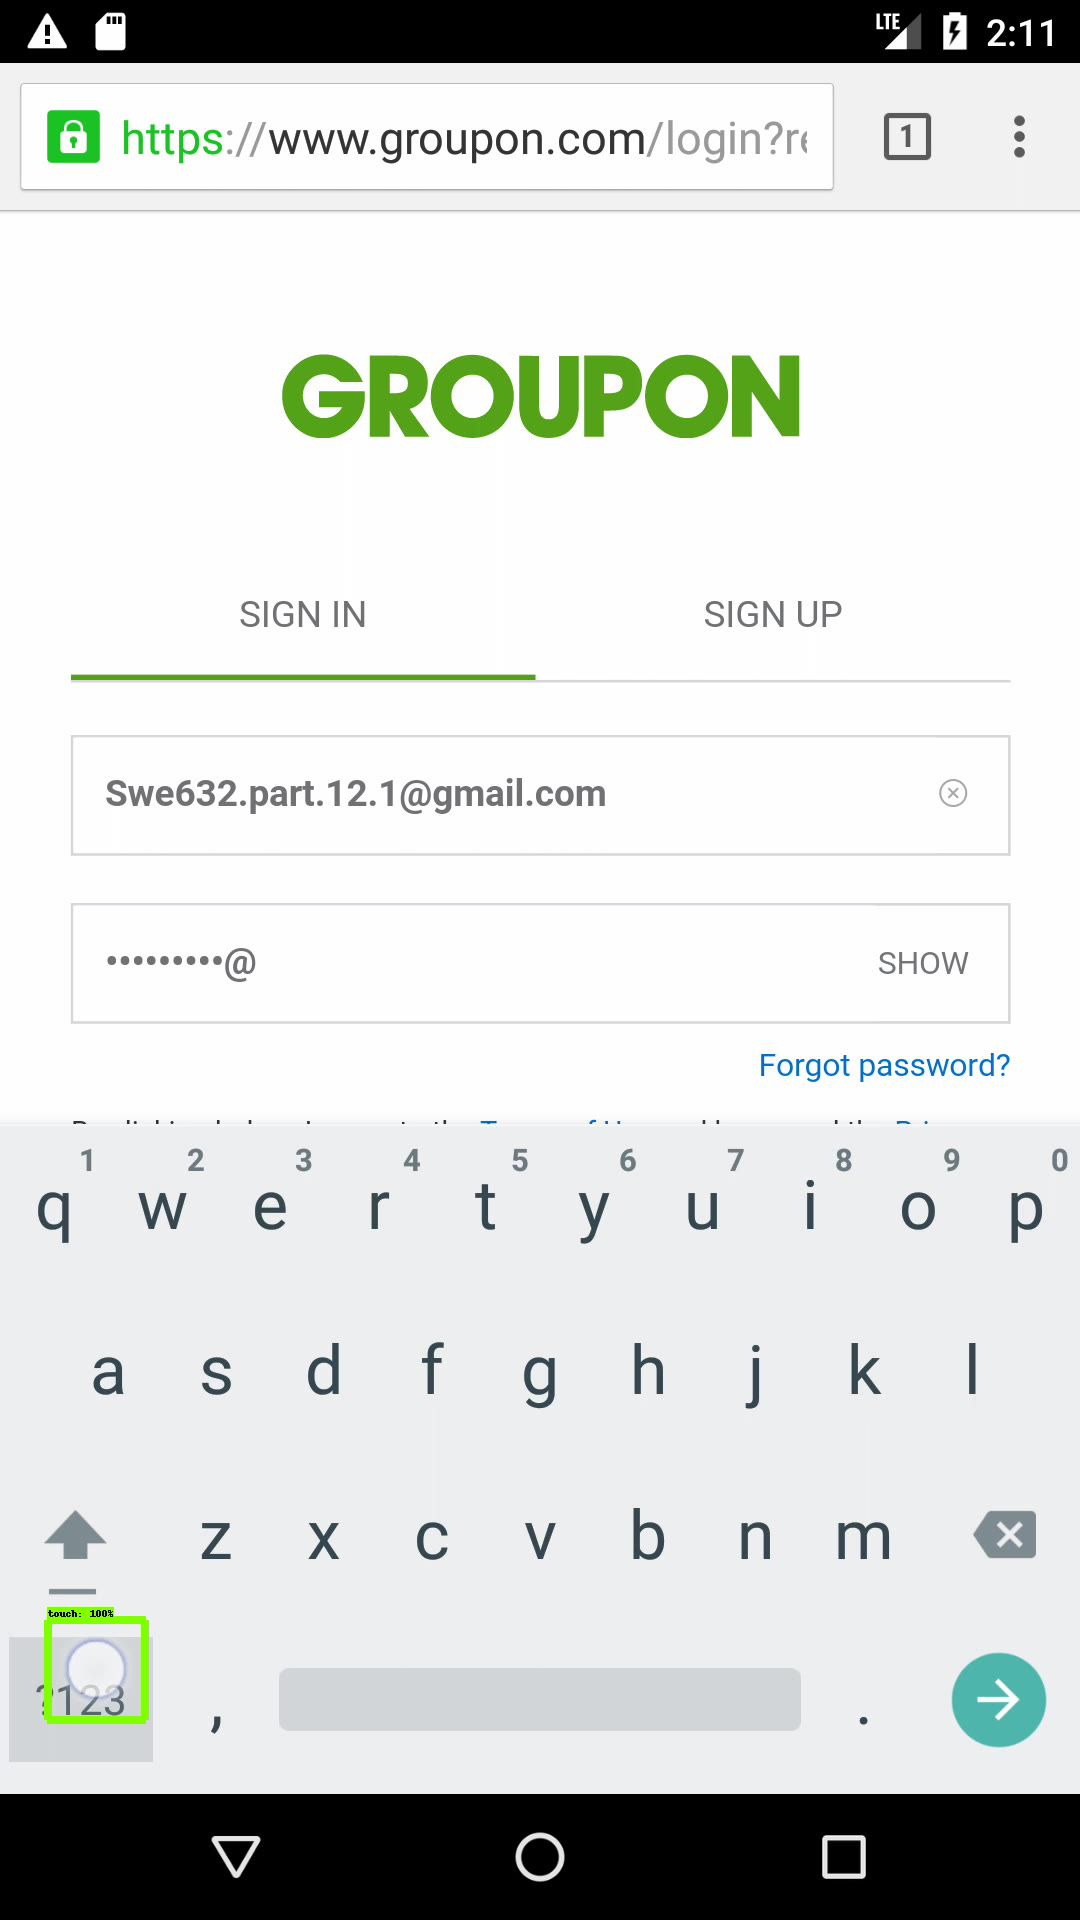 LTE 2:11
https://www.groupon.com/login?re
1
GROUPON
SIGN IN SIGN UP
Swe632.part.12.1@gmail.com
•••••••••@ SHOW
Forgot password?
1 2 3 4 5 6 7 8 9 0
q w e r t y u i o p
a s d f g h j k l
z x c v b n m
touch: 100%
?123 , .